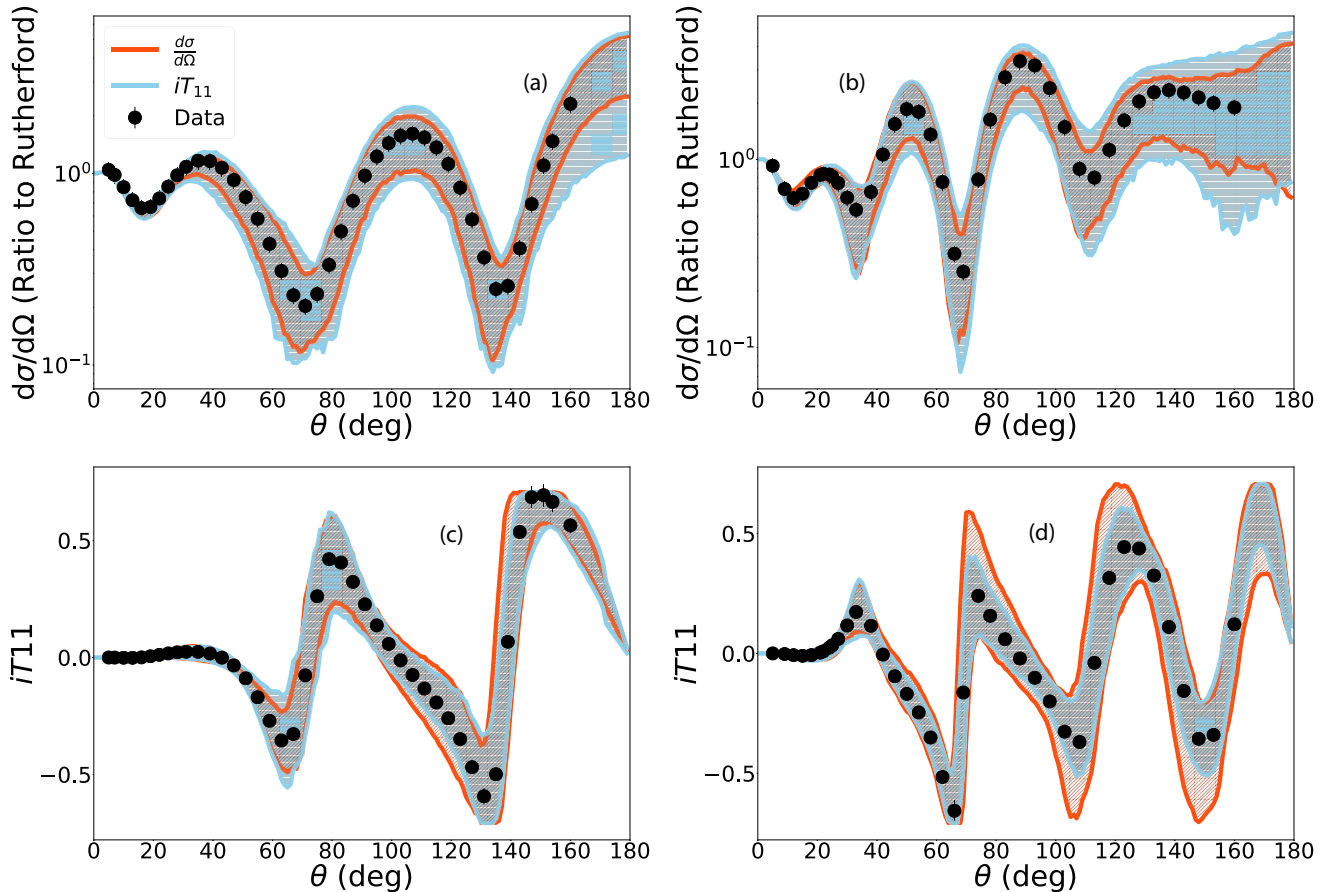 dσ/dΩ (Ratio to Rutherford)
10⁰
10⁻¹
dσ/dΩ
iT₁₁
Data
(a)
0 20 40 60 80 100 120 140 160 180
θ (deg)
dσ/dΩ (Ratio to Rutherford)
10⁰
10⁻¹
(b)
0 20 40 60 80 100 120 140 160 180
θ (deg)
iT11
0.5
0.0
−0.5
(c)
0 20 40 60 80 100 120 140 160 180
θ (deg)
iT11
0.5
0.0
−0.5
(d)
0 20 40 60 80 100 120 140 160 180
θ (deg)